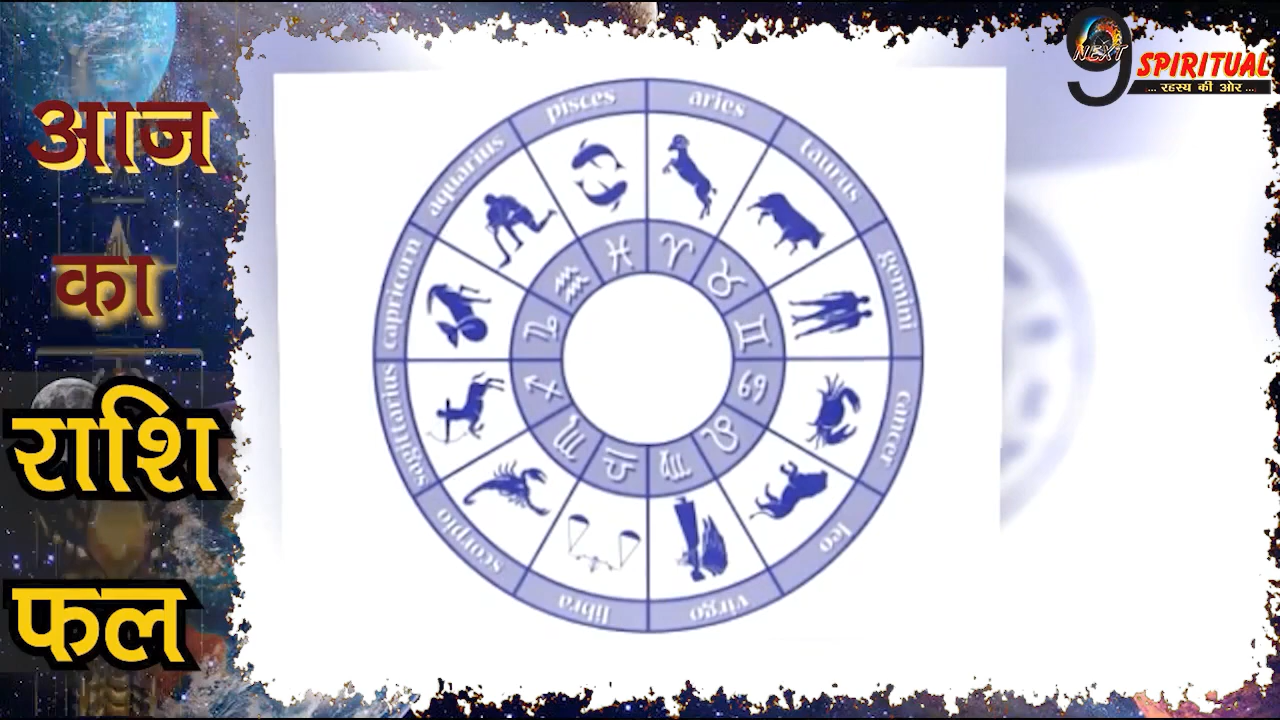 आज
का
राशि
फल
NEXT
9
SPIRITUAL
... रहस्य की ओर ...
pisces
aries
taurus
gemini
cancer
leo
virgo
libra
scorpio
sagittarius
capricorn
aquarius